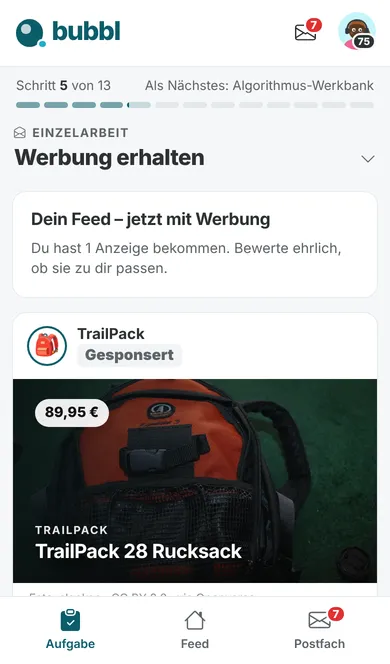 bubbl
7
75
Schritt 5 von 13
Als Nächstes: Algorithmus-Werkbank
EINZELARBEIT
Werbung erhalten
Dein Feed – jetzt mit Werbung
Du hast 1 Anzeige bekommen. Bewerte ehrlich,
ob sie zu dir passen.
TrailPack
Gesponsert
89,95 €
TRAILPACK
TrailPack 28 Rucksack
Aufgabe
Feed
7
Postfach